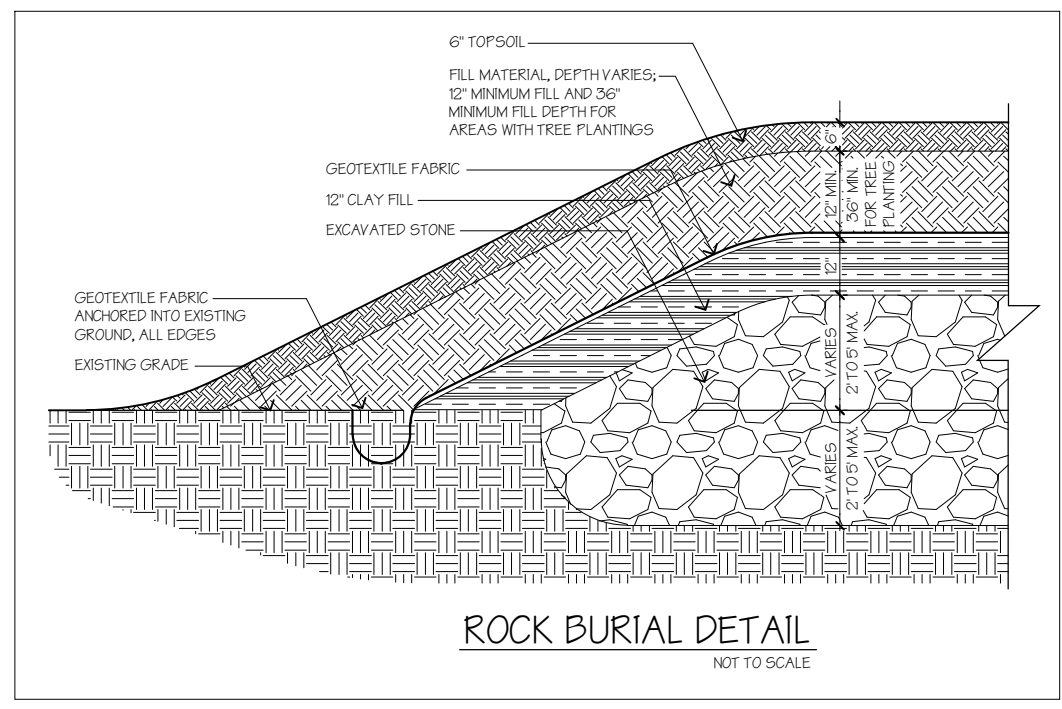 6" TOPSOIL
FILL MATERIAL, DEPTH VARIES;
12" MINIMUM FILL AND 36"
MINIMUM FILL DEPTH FOR
AREAS WITH TREE PLANTINGS
GEOTEXTILE FABRIC
12" CLAY FILL
EXCAVATED STONE
GEOTEXTILE FABRIC
ANCHORED INTO EXISTING
GROUND, ALL EDGES
EXISTING GRADE
6"
12" MIN.
36" MIN.
FOR TREE
PLANTING
12"
VARIES
2' TO 5' MAX.
VARIES
2' TO 5' MAX.
ROCK BURIAL DETAIL
NOT TO SCALE